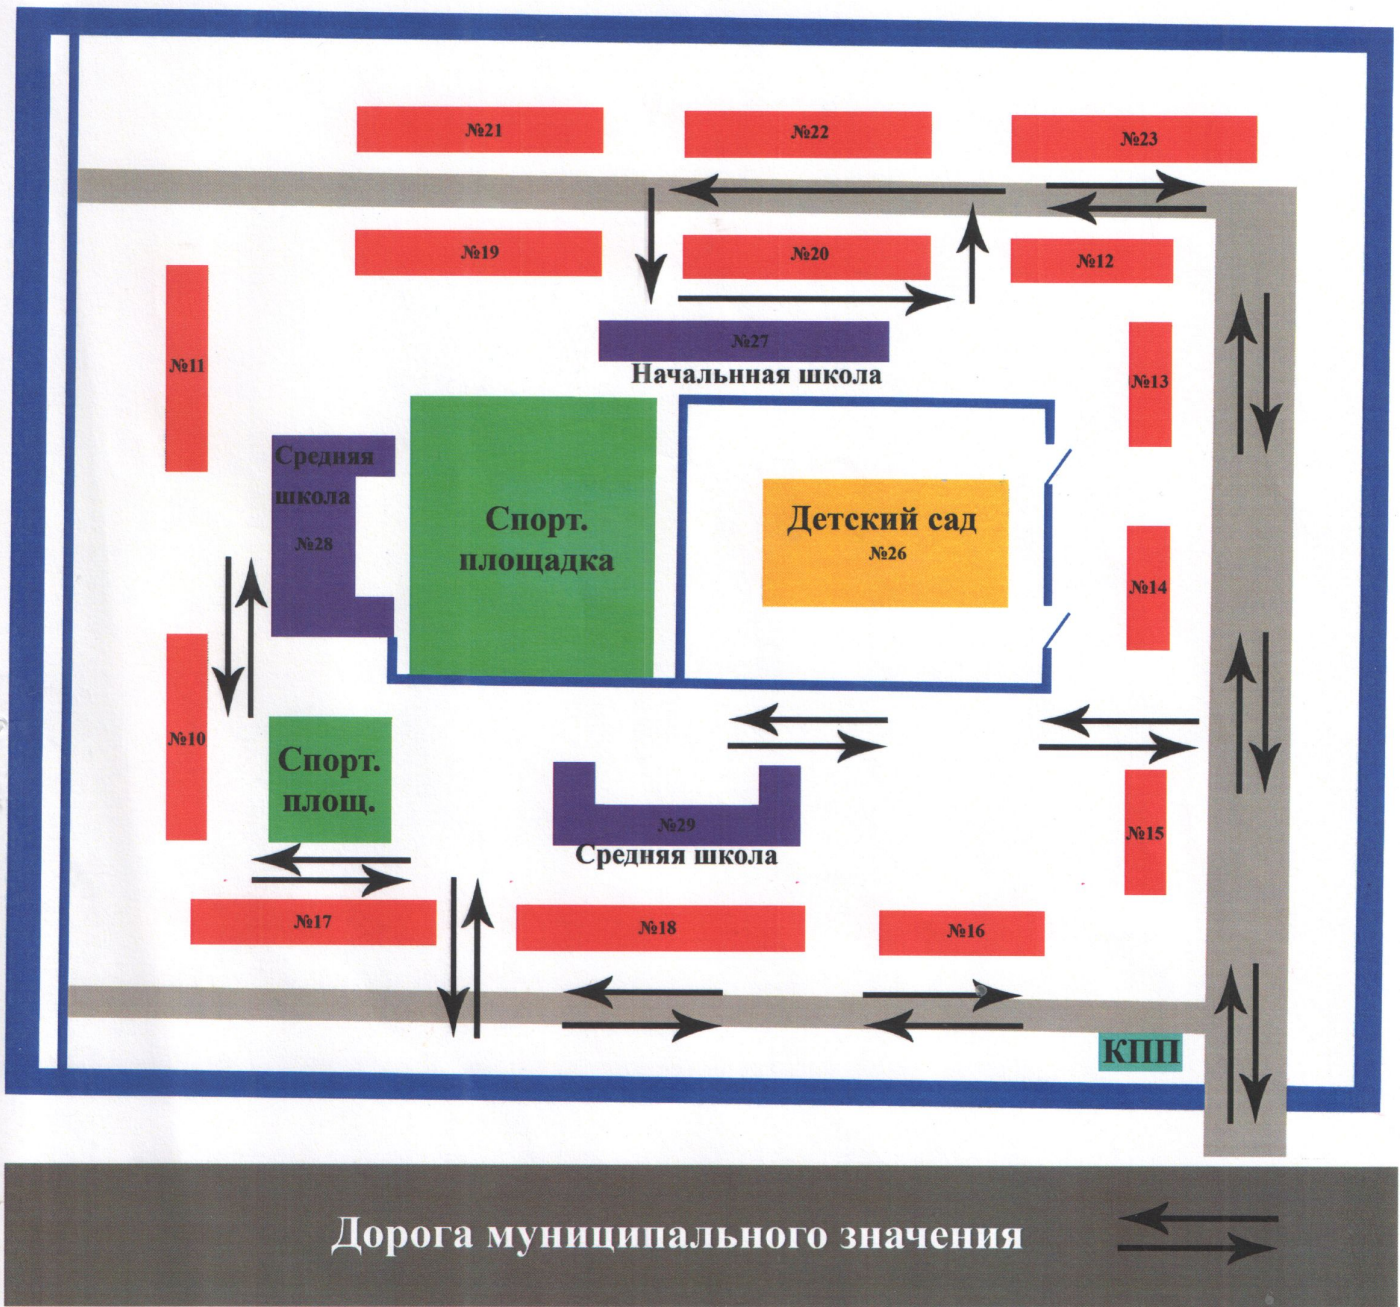 №21
№22
№23
№19
№20
№12
№27
Начальнная школа
№11
№13
Средняя
школа
№28
Спорт.
площадка
Детский сад
№26
№14
№10
Спорт.
площ.
№29
Средняя школа
№15
№17
№18
№16
КПП
Дорога муниципального значения